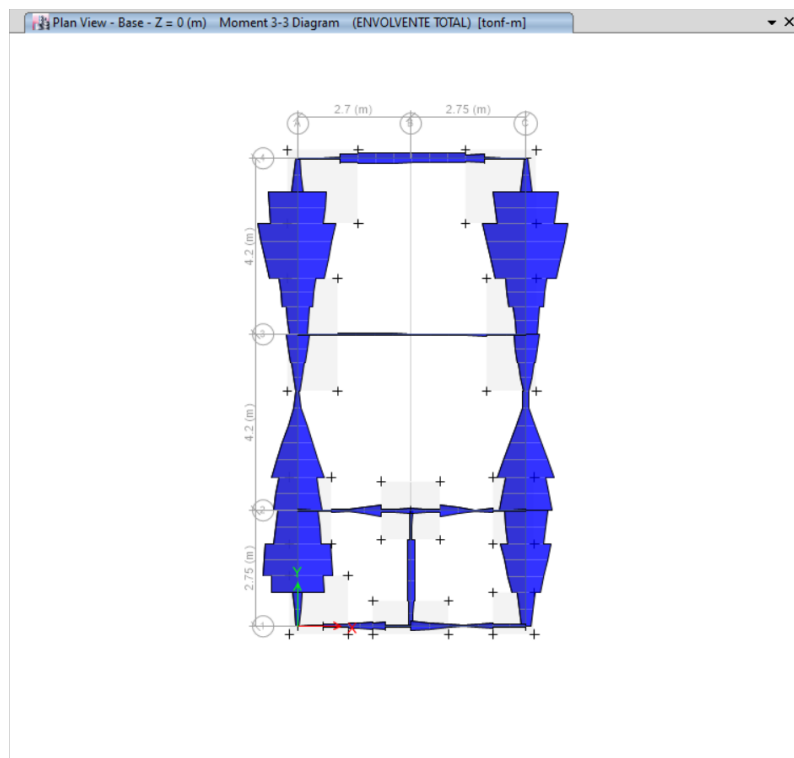 Plan View - Base - Z = 0 (m) Moment 3-3 Diagram (ENVOLVENTE TOTAL) [tonf-m]
2.7 (m) 2.75 (m)
A B C
4
4.2 (m)
3
4.2 (m)
2
2.75 (m)
Y
1
X